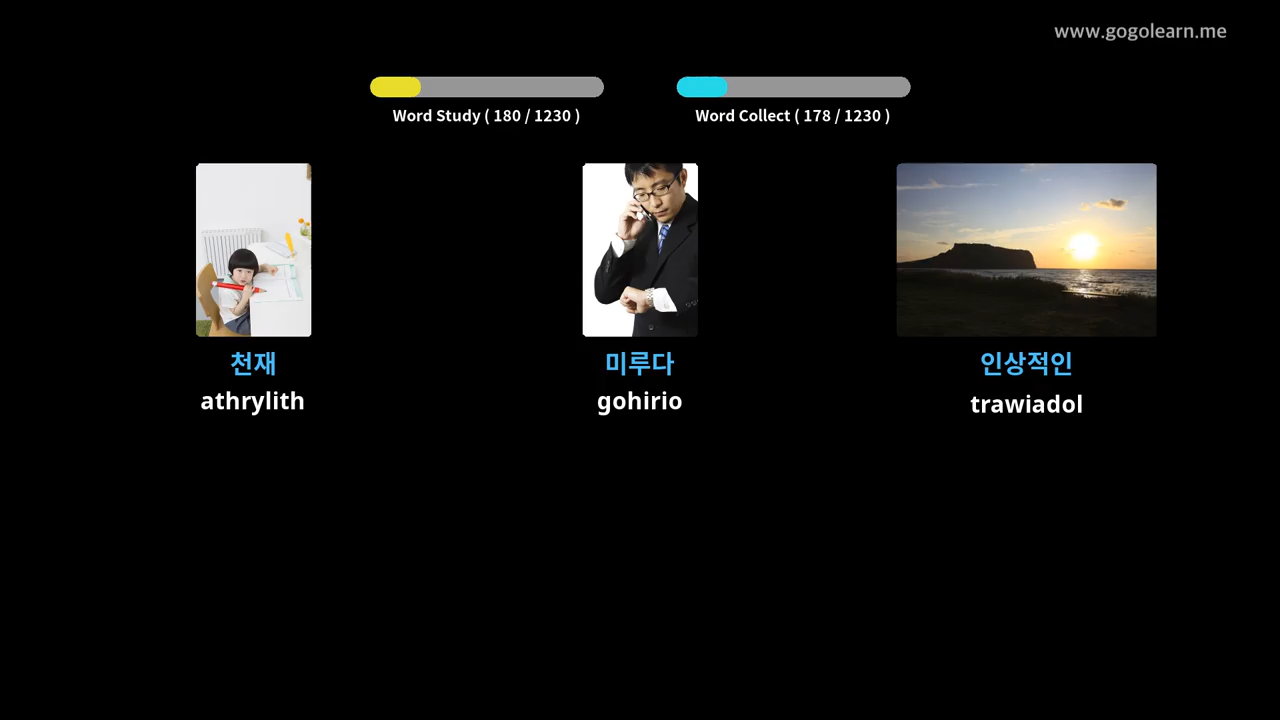 www.gogolearn.me
Word Study ( 180 / 1230 )
Word Collect ( 178 / 1230 )
천재
athrylith
미루다
gohirio
인상적인
trawiadol